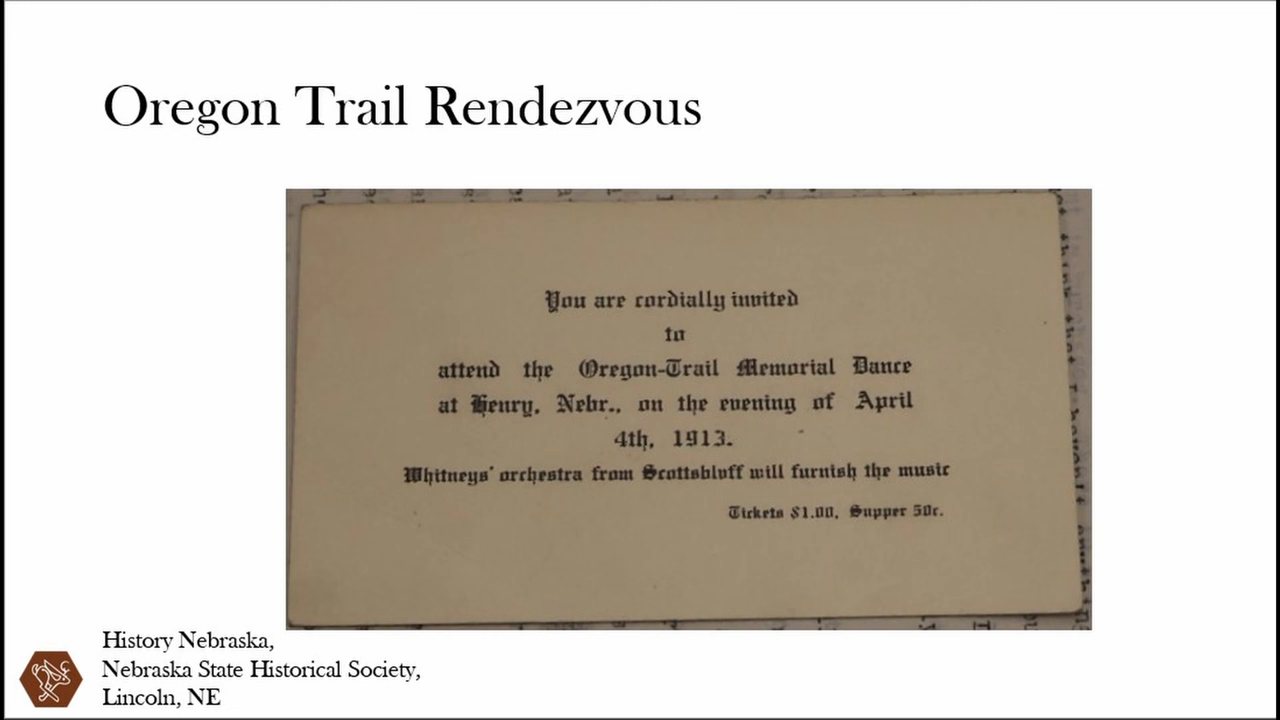 Oregon Trail Rendezvous
You are cordially invited
to
attend the Oregon-Trail Memorial Dance
at Henry, Nebr., on the evening of April
4th, 1913.
Whitneys' orchestra from Scottsbluff will furnish the music
Tickets $1.00, Supper 50c.
History Nebraska,
Nebraska State Historical Society,
Lincoln, NE